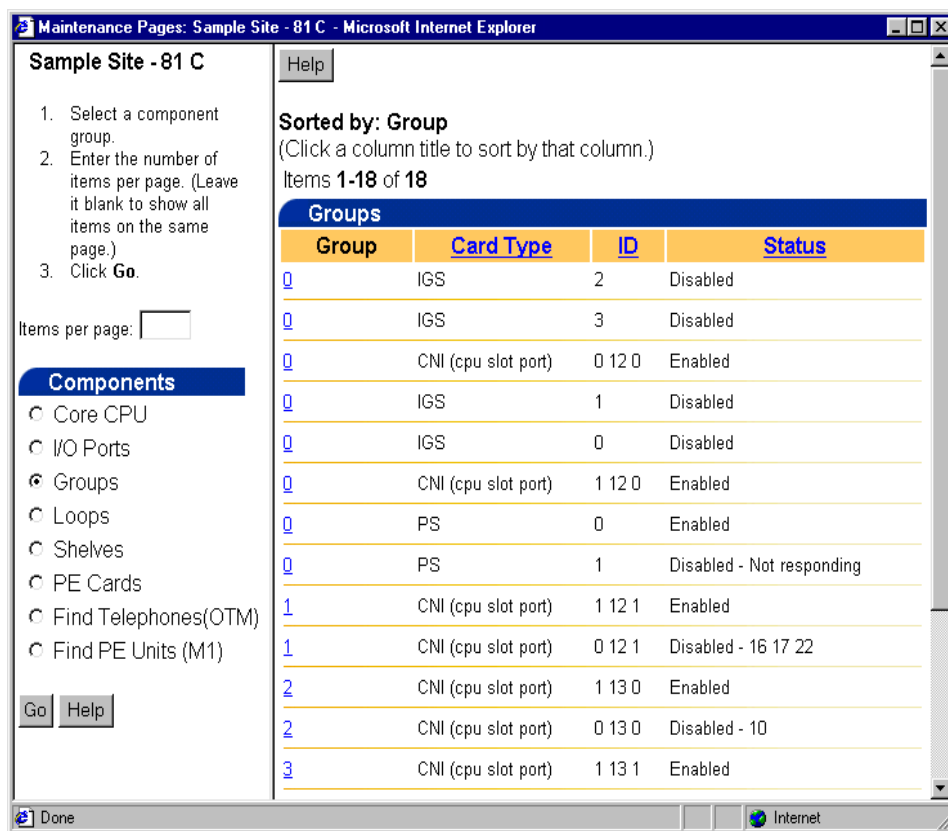 Maintenance Pages: Sample Site - 81 C - Microsoft Internet Explorer
Sample Site - 81 C
1. Select a component
group.
2. Enter the number of
items per page. (Leave
it blank to show all
items on the same
page.)
3. Click Go.
Items per page:
Components
Core CPU
I/O Ports
Groups
Loops
Shelves
PE Cards
Find Telephones(OTM)
Find PE Units (M1)
Go Help
Help
Sorted by: Group
(Click a column title to sort by that column.)
Items 1-18 of 18
Groups
Group Card Type ID Status
0 IGS 2 Disabled
0 IGS 3 Disabled
0 CNI (cpu slot port) 0 12 0 Enabled
0 IGS 1 Disabled
0 IGS 0 Disabled
0 CNI (cpu slot port) 1 12 0 Enabled
0 PS 0 Enabled
0 PS 1 Disabled - Not responding
1 CNI (cpu slot port) 1 12 1 Enabled
1 CNI (cpu slot port) 0 12 1 Disabled - 16 17 22
2 CNI (cpu slot port) 1 13 0 Enabled
2 CNI (cpu slot port) 0 13 0 Disabled - 10
3 CNI (cpu slot port) 1 13 1 Enabled
Done Internet